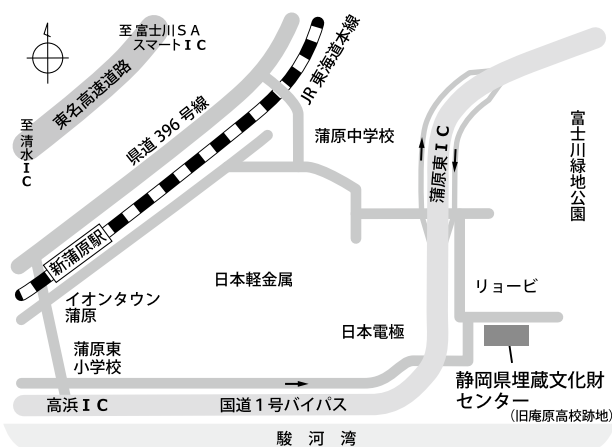 至 富士川ＳＡ
スマートＩＣ
東名高速道路
至清水ＩＣ
県道 396 号線
JR 東海道本線
蒲原中学校
蒲原東ＩＣ
富士川緑地公園
新蒲原駅
日本軽金属
リョービ
イオンタウン
蒲原
日本電極
蒲原東
小学校
静岡県埋蔵文化財
センター
（旧庵原高校跡地）
高浜ＩＣ
国道１号バイパス
駿 河 湾